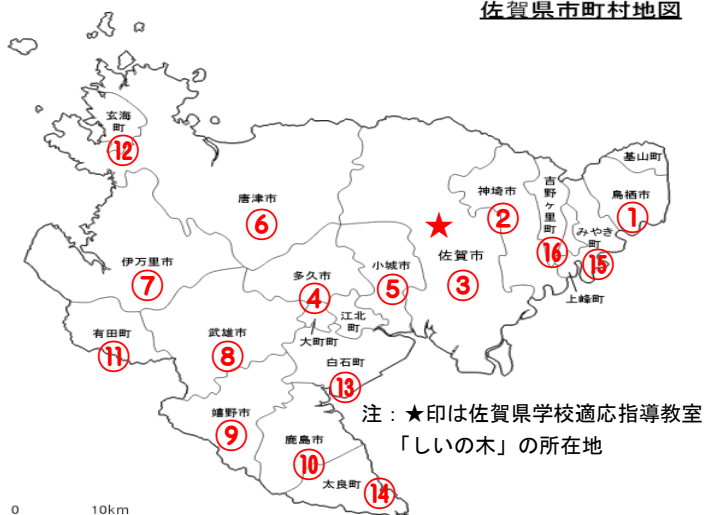 佐賀県市町村地図
玄海
町
⑫
唐津市
⑥
伊万里市
⑦
有田町
⑪
武雄市
⑧
多久市
④
小城市
⑤
江北
町
大町町
白石町
⑬
嬉野市
⑨
鹿島市
⑩
太良町
⑭
★
佐賀市
③
神埼市
②
吉野ヶ里町
⑯
みやき
町
⑮
上峰町
基山町
鳥栖市
①
注：★印は佐賀県学校適応指導教室
「しいの木」の所在地
0 10km